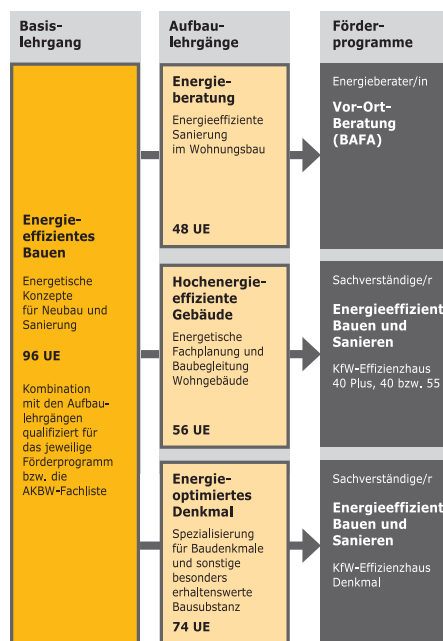 Basis-
lehrgang
Aufbau-
lehrgänge
Förder-
programme
Energie-
effizientes
Bauen
Energetische
Konzepte
für Neubau und
Sanierung
96 UE
Kombination
mit den Aufbau-
lehrgängen
qualifiziert für
das jeweilige
Förderprogramm
bzw. die
AKBW-Fachliste
Energie-
beratung
Energieeffiziente
Sanierung
im Wohnungsbau
48 UE
Energieberater/in
Vor-Ort-
Beratung
(BAFA)
Hochenergie-
effiziente
Gebäude
Energetische
Fachplanung und
Baubegleitung
Wohngebäude
56 UE
Sachverständige/r
Energieeffizient
Bauen und
Sanieren
KfW-Effizienzhaus
40 Plus, 40 bzw. 55
Energie-
optimiertes
Denkmal
Spezialisierung
für Baudenkmale
und sonstige
besonders
erhaltenswerte
Bausubstanz
74 UE
Sachverständige/r
Energieeffizient
Bauen und
Sanieren
KfW-Effizienzhaus
Denkmal